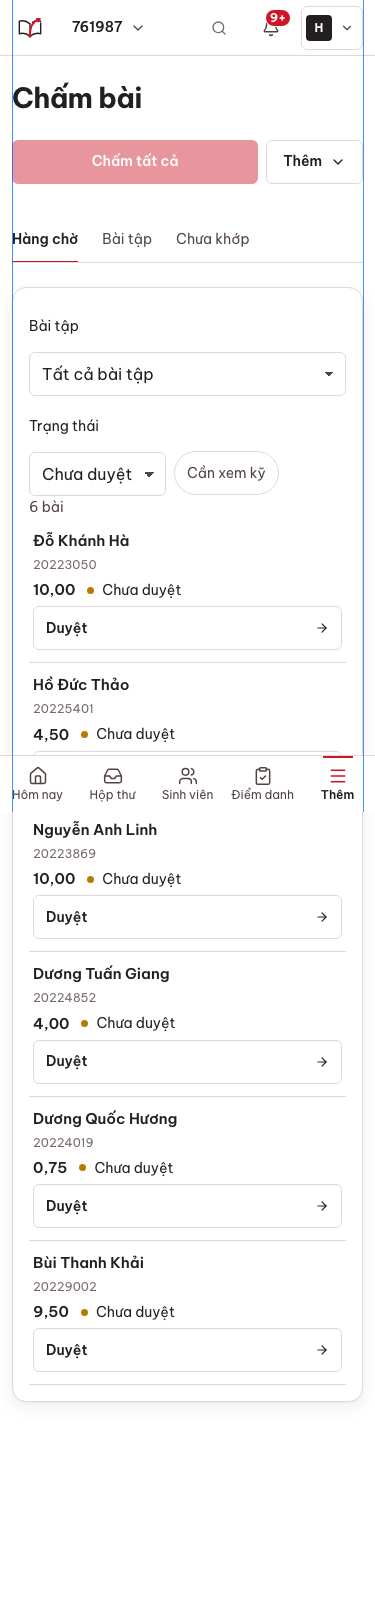 761987
9+
H
Chấm bài
Chấm tất cả
Thêm
Hàng chờ Bài tập Chưa khớp
Bài tập
Tất cả bài tập
Trạng thái
Chưa duyệt
Cần xem kỹ
6 bài
Đỗ Khánh Hà
20223050
10,00 Chưa duyệt
Duyệt
Hồ Đức Thảo
20225401
4,50 Chưa duyệt
Hôm nay Hộp thư Sinh viên Điểm danh Thêm
Nguyễn Anh Linh
20223869
10,00 Chưa duyệt
Duyệt
Dương Tuấn Giang
20224852
4,00 Chưa duyệt
Duyệt
Dương Quốc Hương
20224019
0,75 Chưa duyệt
Duyệt
Bùi Thanh Khải
20229002
9,50 Chưa duyệt
Duyệt